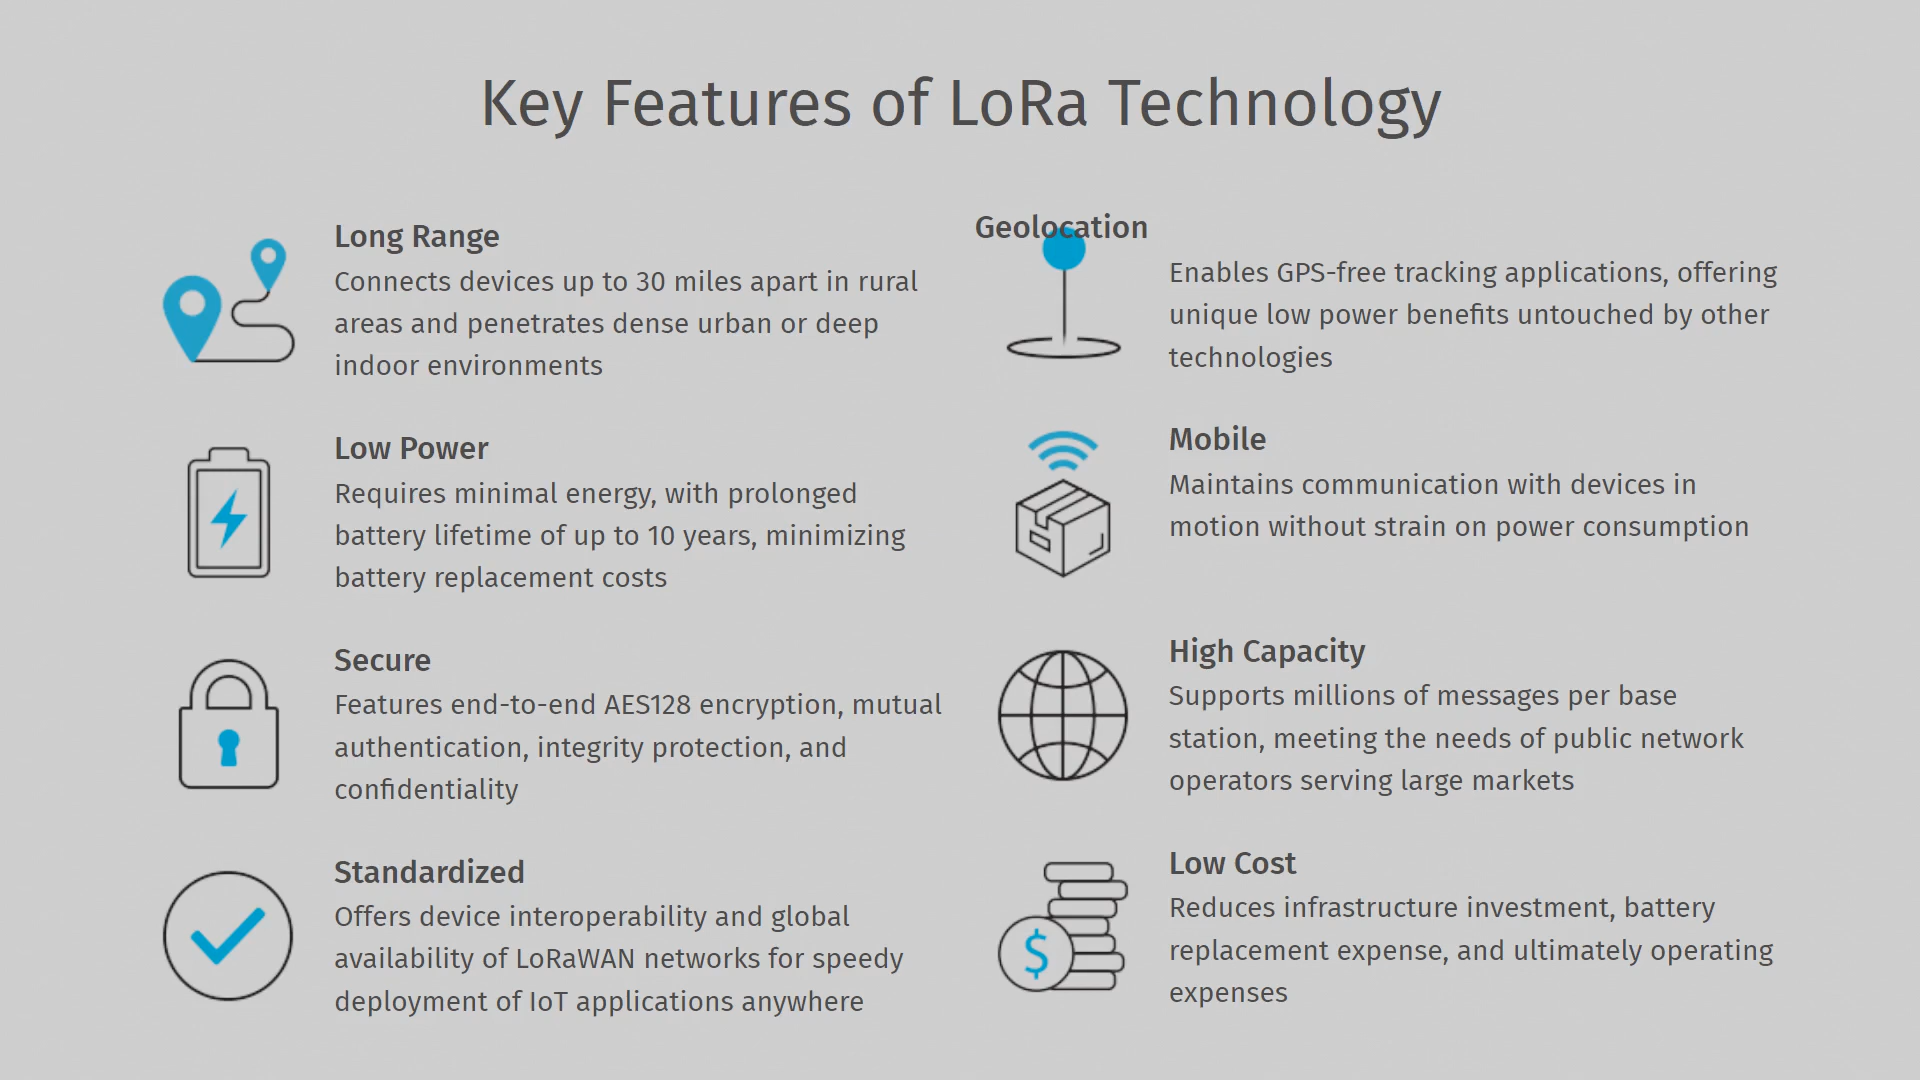 Key Features of LoRa Technology
Long Range
Connects devices up to 30 miles apart in rural
areas and penetrates dense urban or deep
indoor environments
Low Power
Requires minimal energy, with prolonged
battery lifetime of up to 10 years, minimizing
battery replacement costs
Secure
Features end-to-end AES128 encryption, mutual
authentication, integrity protection, and
confidentiality
Standardized
Offers device interoperability and global
availability of LoRaWAN networks for speedy
deployment of IoT applications anywhere
Geolocation
Enables GPS-free tracking applications, offering
unique low power benefits untouched by other
technologies
Mobile
Maintains communication with devices in
motion without strain on power consumption
High Capacity
Supports millions of messages per base
station, meeting the needs of public network
operators serving large markets
$
Low Cost
Reduces infrastructure investment, battery
replacement expense, and ultimately operating
expenses